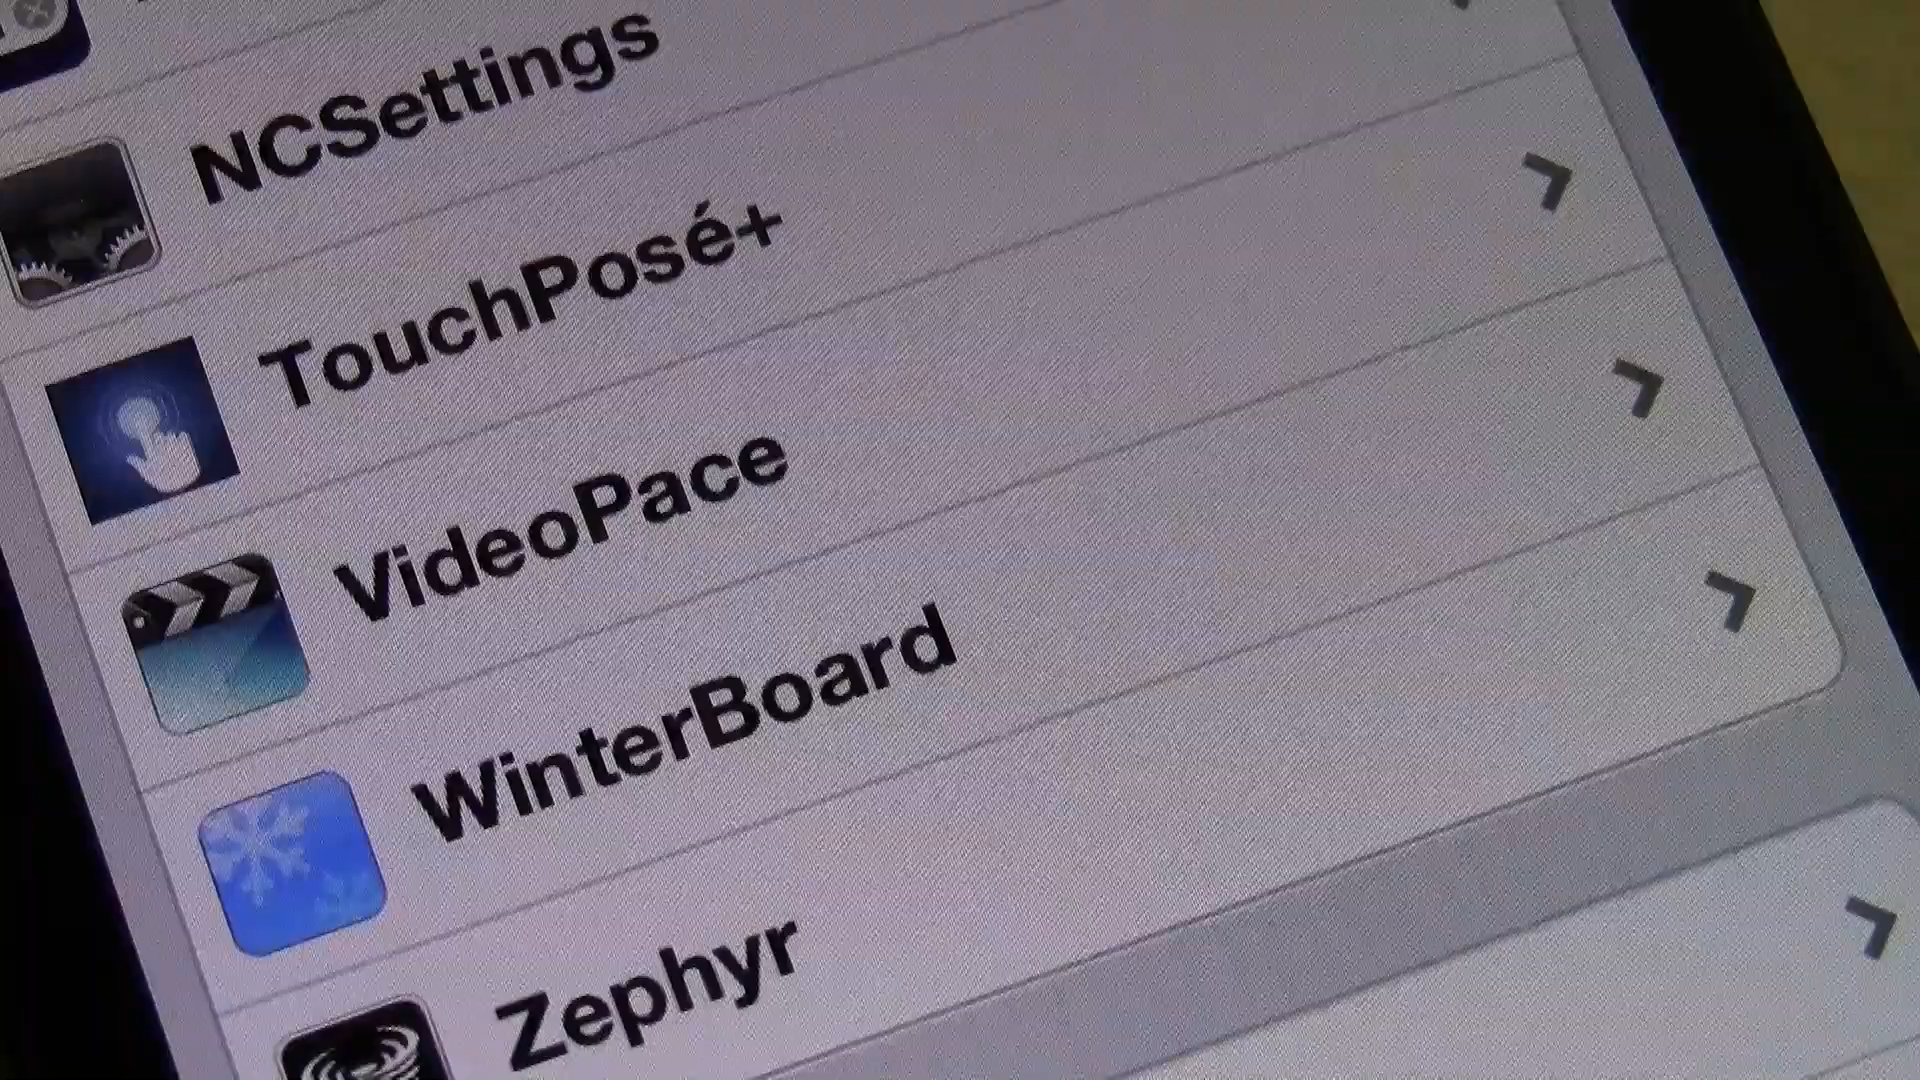 NCSettings
TouchPosé+
VideoPace
WinterBoard
Zephyr